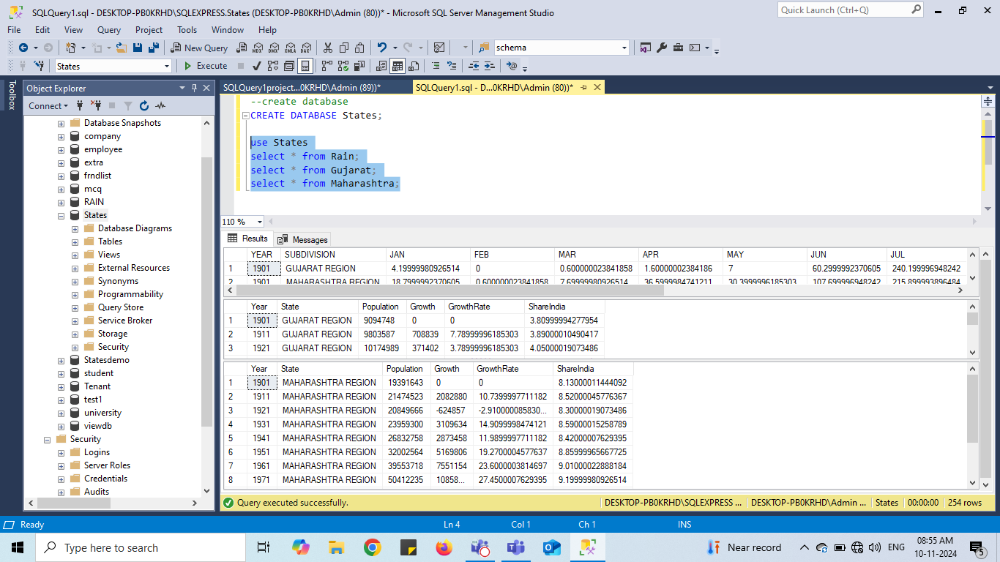 SQLQuery1.sql - DESKTOP-PB0KRHD\SQLEXPRESS.States (DESKTOP-PB0KRHD\Admin (80))* - Microsoft SQL Server Management Studio
Quick Launch (Ctrl+Q)
File Edit View Query Project Tools Window Help
New Query
MDX DMX XMLA DAX
schema
States
Execute
Toolbox
Object Explorer
Connect
Database Snapshots
company
employee
extra
frndlist
mcq
RAIN
States
Database Diagrams
Tables
Views
External Resources
Synonyms
Programmability
Query Store
Service Broker
Storage
Security
Statesdemo
student
Tenant
test1
university
viewdb
Security
Logins
Server Roles
Credentials
Audits
SQLQuery1project...0KRHD\Admin (89))*
SQLQuery1.sql - D...0KRHD\Admin (80))*
--create database
CREATE DATABASE States;
use States
select * from Rain;
select * from Gujarat;
select * from Maharashtra;
110 %
Results Messages
YEAR SUBDIVISION JAN FEB MAR APR MAY JUN JUL
1 1901 GUJARAT REGION 4.19999980926514 0 0.600000023841858 1.60000002384186 7 60.2999992370605 240.199996948242
2 1901 MAHARASHTRA REGION 18.7999992370605 0.600000023841858 7.69999980926514 36.5999984741211 30.3999996185303 107.699996948242 215.899993896484
Year State Population Growth GrowthRate ShareIndia
1 1901 GUJARAT REGION 9094748 0 0 3.80999994277954
2 1911 GUJARAT REGION 9803587 708839 7.78999996185303 3.89000010490417
3 1921 GUJARAT REGION 10174989 371402 3.78999996185303 4.05000019073486
Year State Population Growth GrowthRate ShareIndia
1 1901 MAHARASHTRA REGION 19391643 0 0 8.13000011444092
2 1911 MAHARASHTRA REGION 21474523 2082880 10.7399997711182 8.52000045776367
3 1921 MAHARASHTRA REGION 20849666 -624857 -2.910000085830... 8.30000019073486
4 1931 MAHARASHTRA REGION 23959300 3109634 14.9099998474121 8.59000015258789
5 1941 MAHARASHTRA REGION 26832758 2873458 11.9899997711182 8.42000007629395
6 1951 MAHARASHTRA REGION 32002564 5169806 19.2700004577637 8.85999965667725
7 1961 MAHARASHTRA REGION 39553718 7551154 23.6000003814697 9.01000022888184
8 1971 MAHARASHTRA REGION 50412235 10858... 27.4500007629395 9.19999980926514
Query executed successfully.
DESKTOP-PB0KRHD\SQLEXPRESS ... DESKTOP-PB0KRHD\Admin ... States 00:00:00 254 rows
Ready Ln 4 Col 1 Ch 1 INS
Type here to search
Near record
ENG
08:55 AM
10-11-2024
5